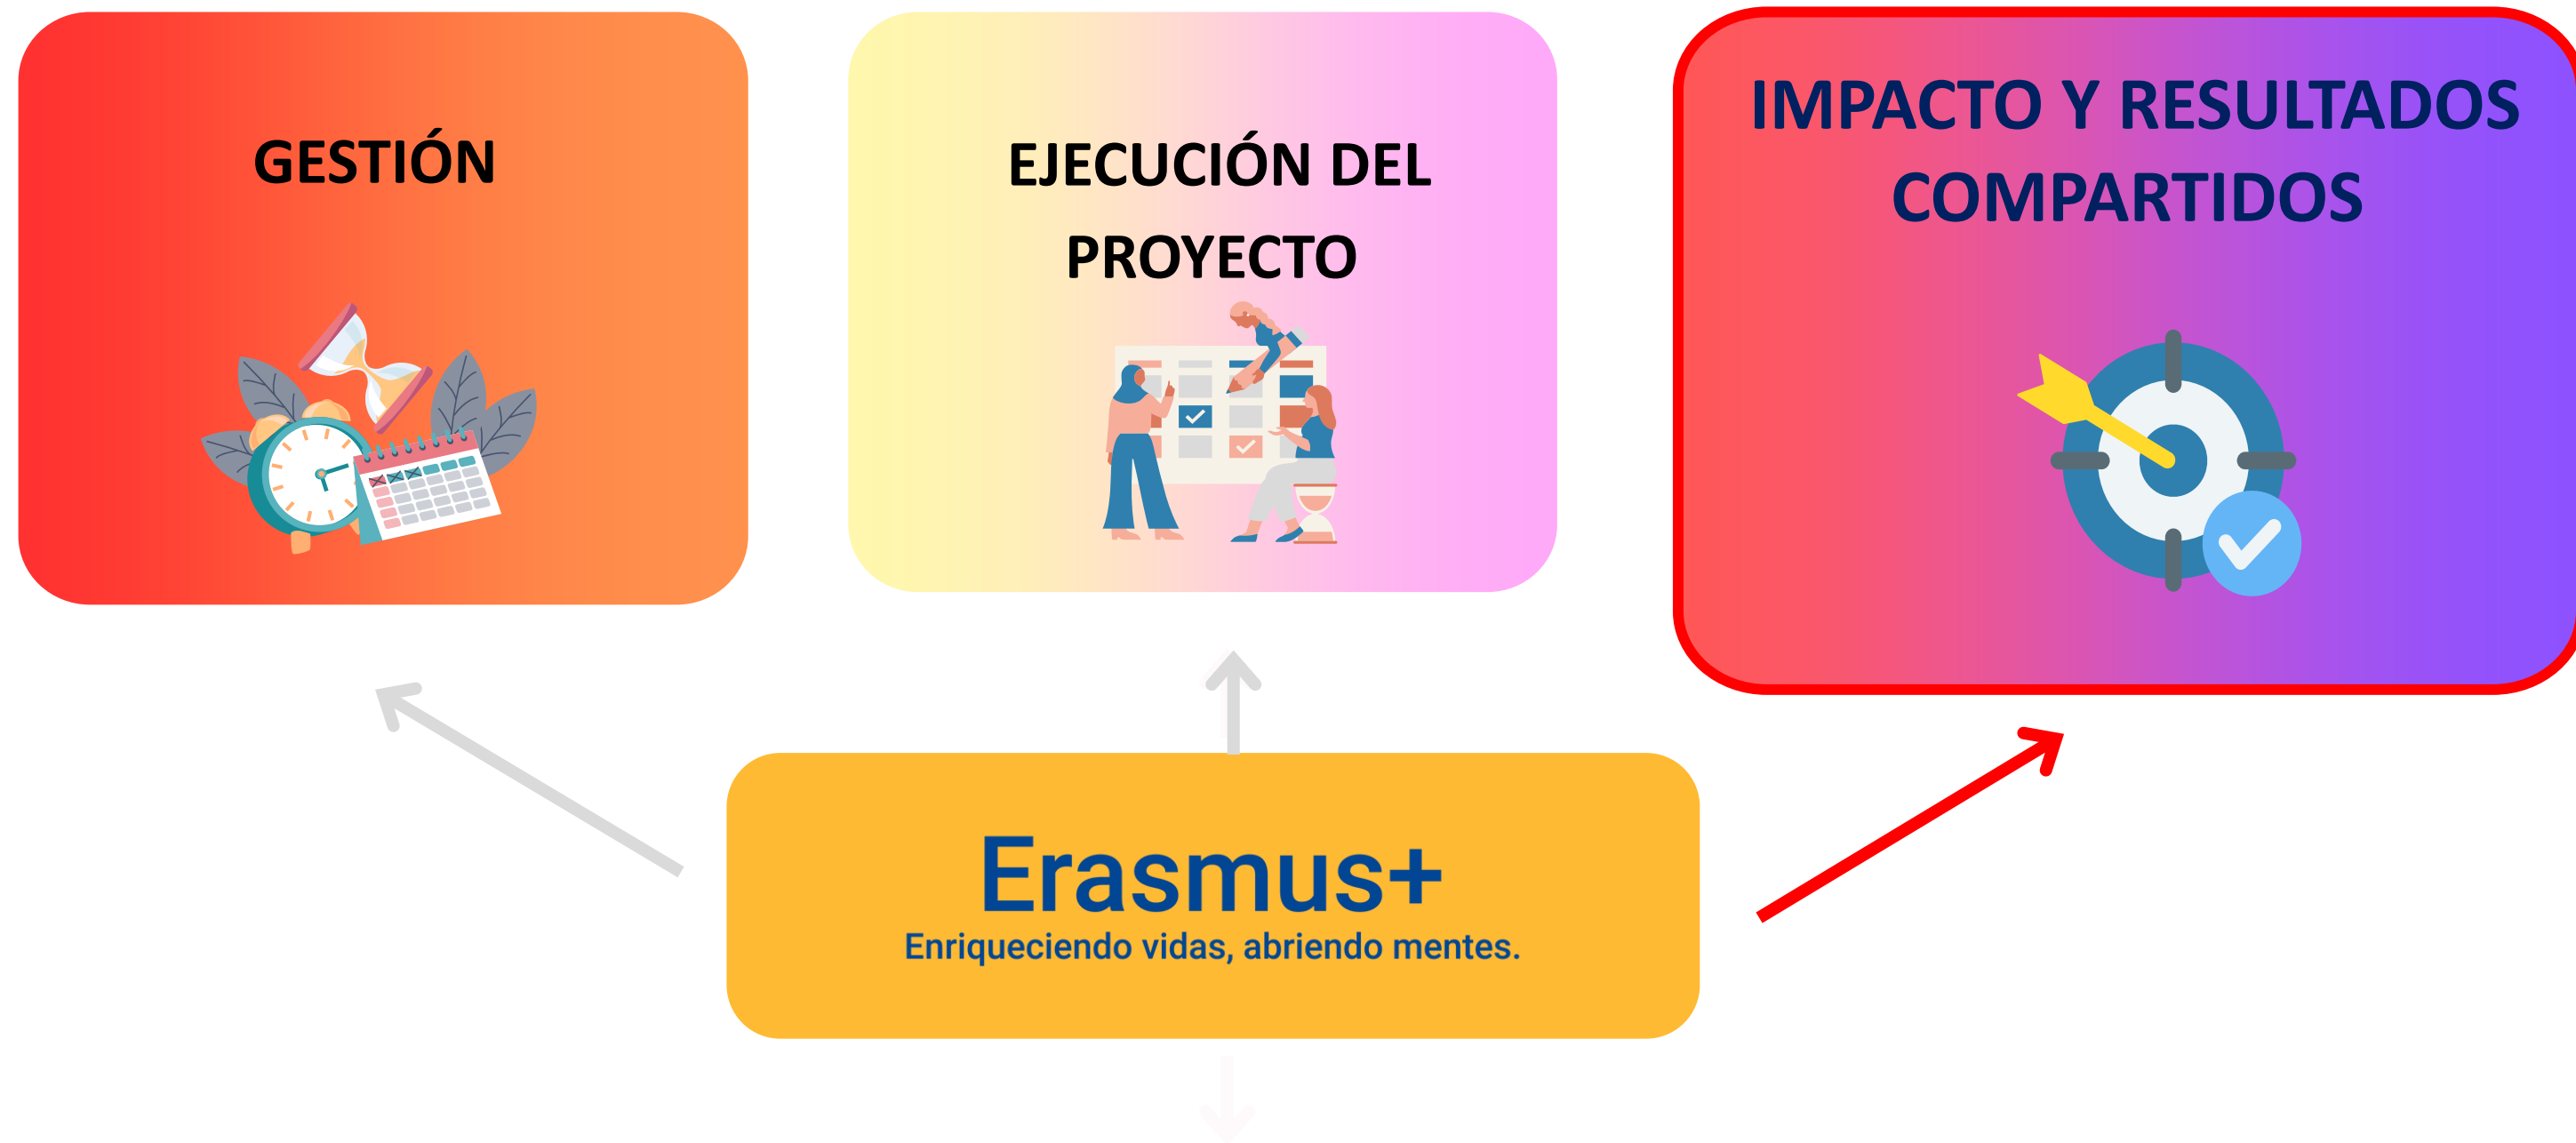 GESTIÓN
EJECUCIÓN DEL
PROYECTO
IMPACTO Y RESULTADOS
COMPARTIDOS
Erasmus+
Enriqueciendo vidas, abriendo mentes.